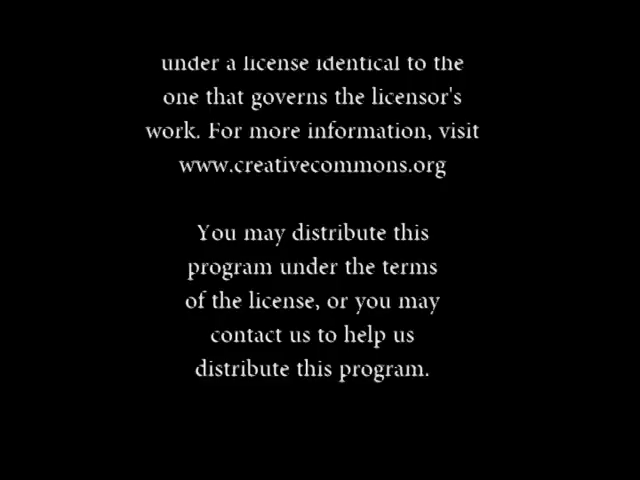 under a license identical to the
one that governs the licensor's
work. For more information, visit
www.creativecommons.org
You may distribute this
program under the terms
of the license, or you may
contact us to help us
distribute this program.